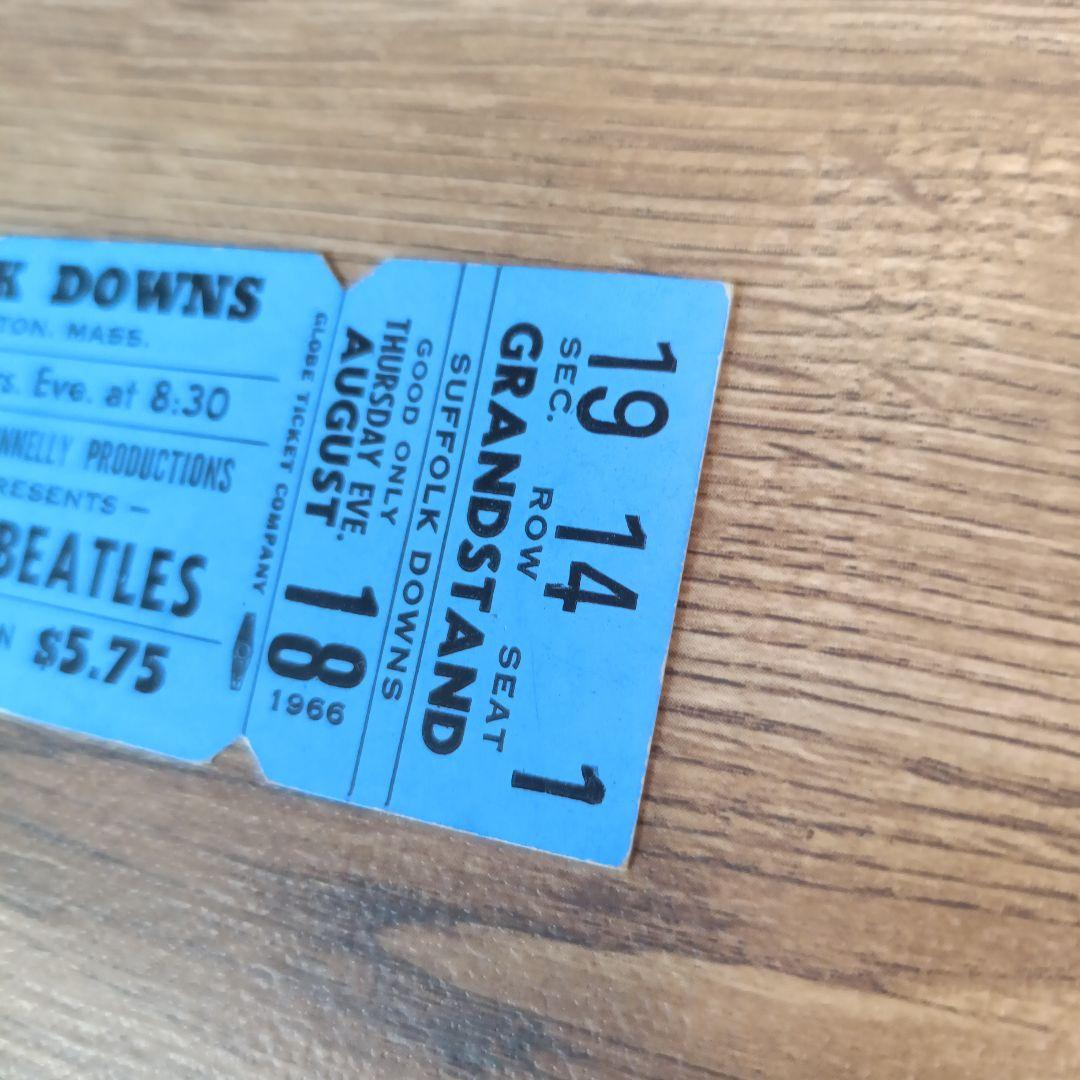 K DOWNS
TON, MASS.
rs. Eve. at 8:30
NNELLY PRODUCTIONS
RESENTS –
BEATLES
N $5.75
GLOBE TICKET COMPANY
AUGUST 18
THURSDAY EVE. 1966
GOOD ONLY
SUFFOLK DOWNS
GRANDSTAND
SEC. ROW SEAT
19 14 1